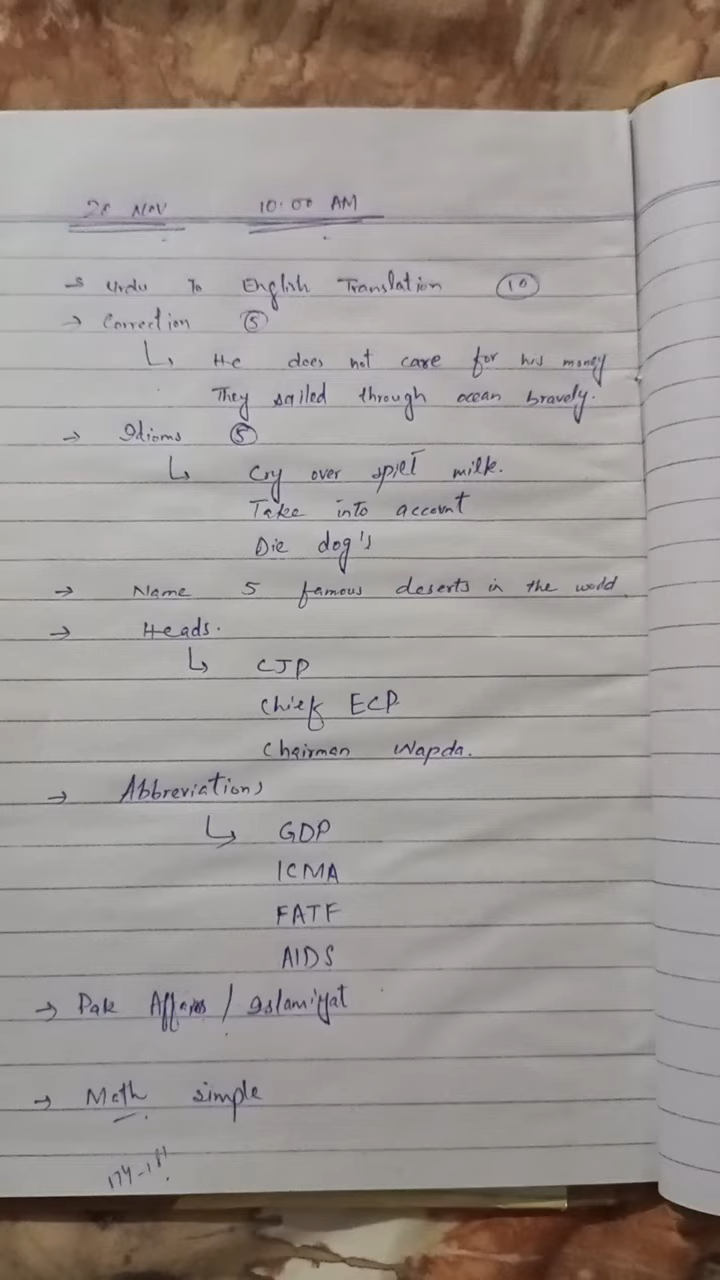 28 Nov 10:00 AM
→ Urdu To English Translation 10
→ Correction 5
↳ He does not care for his money
They sailed through ocean bravely.
→ Idioms 5
↳ Cry over spilt milk.
Take into account
Die dog's
→ Name 5 famous deserts in the world.
→ Heads.
↳ CJP
Chief ECP
Chairman Wapda.
→ Abbreviations
↳ GDP
ICMA
FATF
AIDS
→ Pak Affairs / Islamiyat
→ Math simple